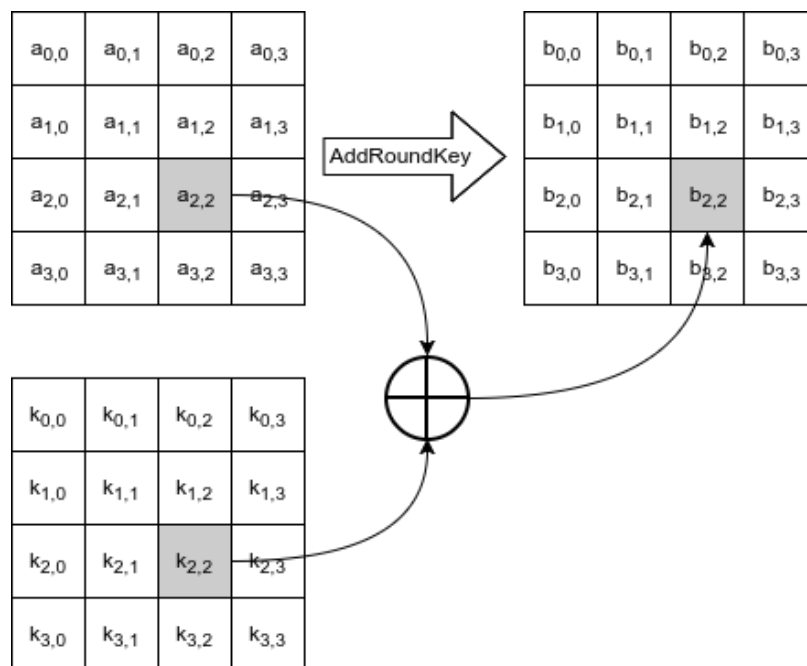 a0,0 a0,1 a0,2 a0,3
a1,0 a1,1 a1,2 a1,3
a2,0 a2,1 a2,2 a2,3
a3,0 a3,1 a3,2 a3,3
AddRoundKey
b0,0 b0,1 b0,2 b0,3
b1,0 b1,1 b1,2 b1,3
b2,0 b2,1 b2,2 b2,3
b3,0 b3,1 b3,2 b3,3
k0,0 k0,1 k0,2 k0,3
k1,0 k1,1 k1,2 k1,3
k2,0 k2,1 k2,2 k2,3
k3,0 k3,1 k3,2 k3,3